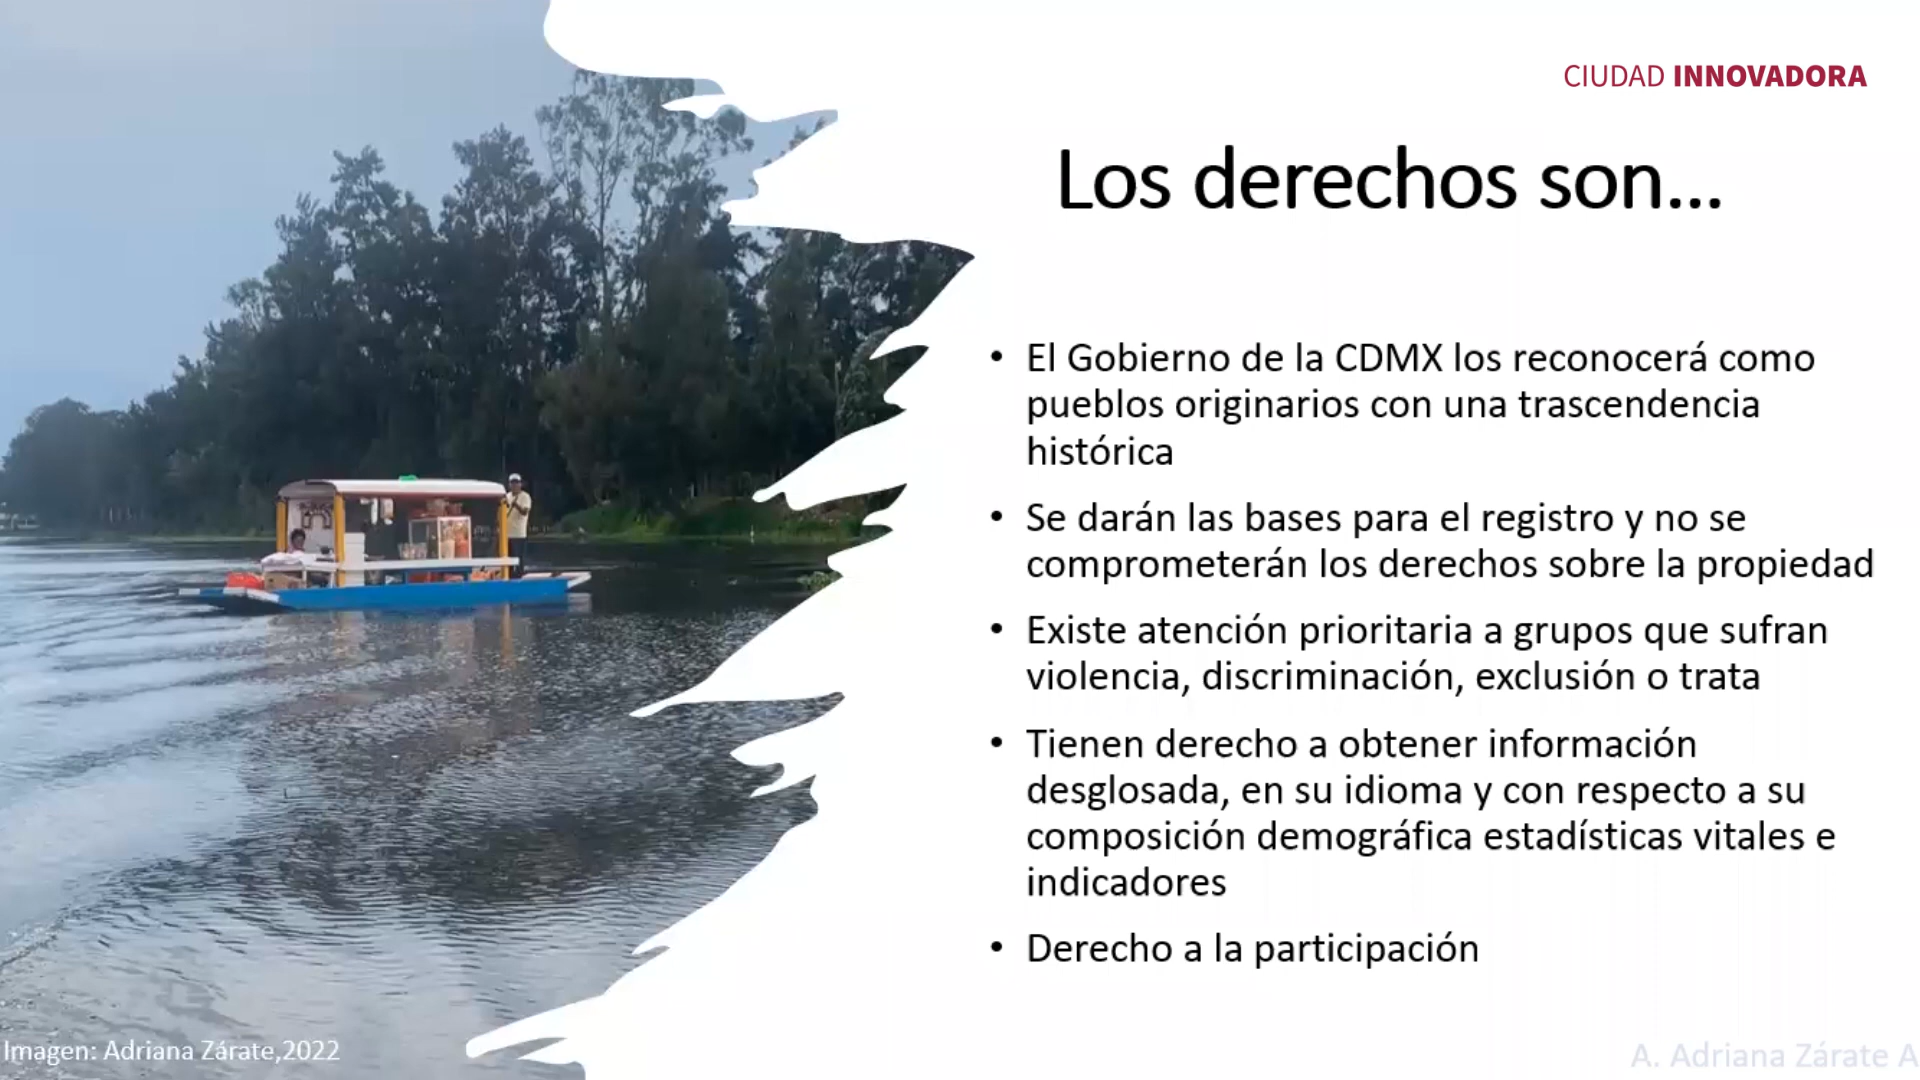 CIUDAD INNOVADORA
Los derechos son...
• El Gobierno de la CDMX los reconocerá como
pueblos originarios con una trascendencia
histórica
• Se darán las bases para el registro y no se
comprometerán los derechos sobre la propiedad
• Existe atención prioritaria a grupos que sufran
violencia, discriminación, exclusión o trata
• Tienen derecho a obtener información
desglosada, en su idioma y con respecto a su
composición demográfica estadísticas vitales e
indicadores
• Derecho a la participación
Imagen: Adriana Zárate,2022
A. Adriana Zárate A